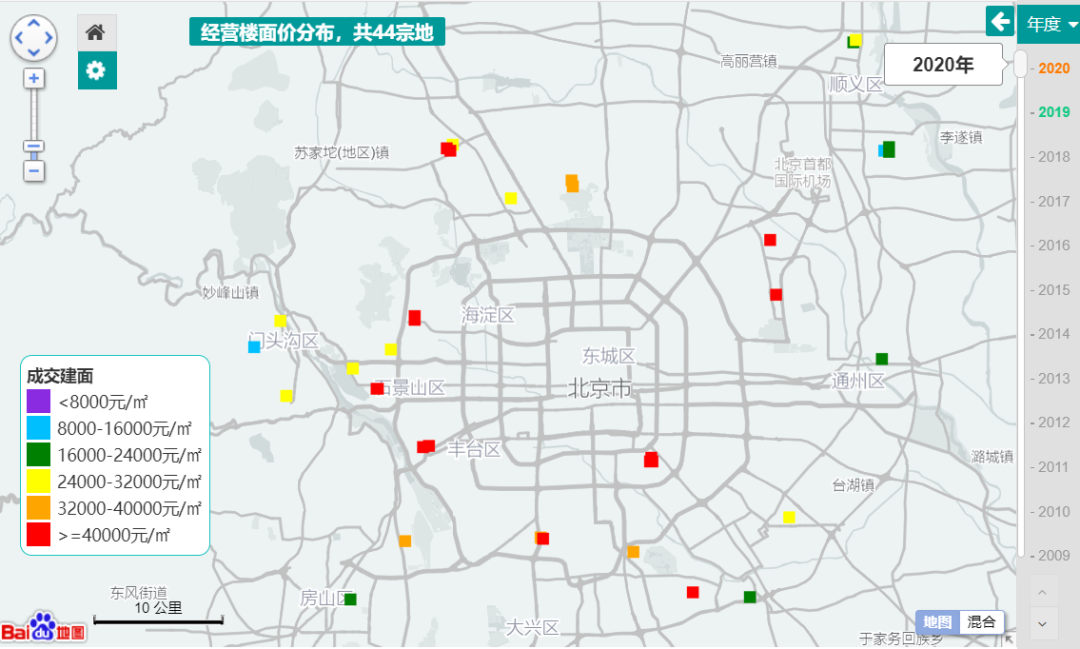 经营楼面价分布，共44宗地
年度
2020年
2020
2019
2018
2017
2016
2015
2014
2013
2012
2011
2010
2009
高丽营镇
顺义区
李遂镇
苏家坨(地区)镇
北京首都
国际机场
妙峰山镇
海淀区
门头沟区
东城区
石景山区
北京市
通州区
丰台区
潞城镇
台湖镇
成交建面
<8000元/㎡
8000-16000元/㎡
16000-24000元/㎡
24000-32000元/㎡
32000-40000元/㎡
>=40000元/㎡
东风街道
10 公里
房山区
大兴区
于家务回族乡
Bai du 地图
地图
混合